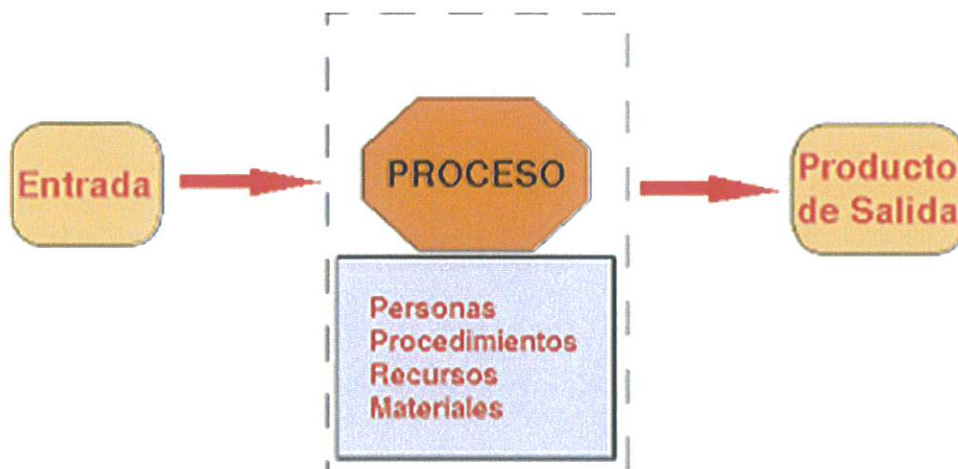 Entrada
PROCESO
Personas
Procedimientos
Recursos
Materiales
Producto
de Salida